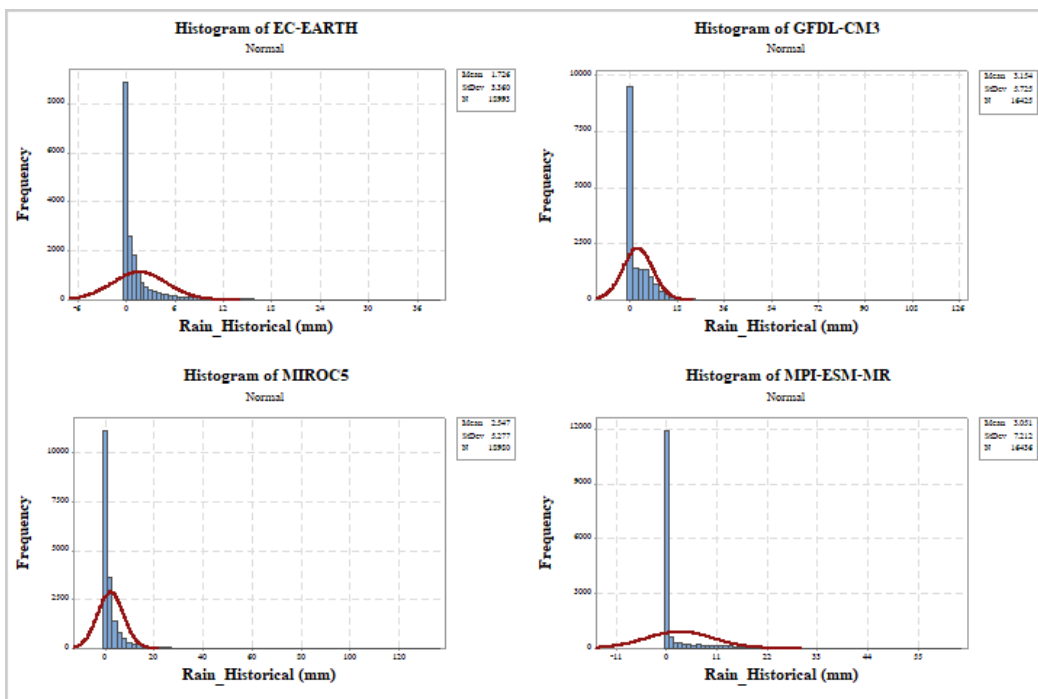 Histogram of EC-EARTH
Normal
Mean 1.726
StDev 3.360
N 18993
Frequency
8000
6000
4000
2000
0
-6 0 6 12 18 24 30 36
Rain_Historical (mm)
Histogram of GFDL-CM3
Normal
Mean 3.154
StDev 5.725
N 16425
Frequency
10000
7500
5000
2500
0
0 18 36 54 72 90 108 126
Rain_Historical (mm)
Histogram of MIROC5
Normal
Mean 2.547
StDev 5.277
N 18980
Frequency
10000
7500
5000
2500
0
0 20 40 60 80 100 120
Rain_Historical (mm)
Histogram of MPI-ESM-MR
Normal
Mean 3.051
StDev 7.212
N 16436
Frequency
12000
9000
6000
3000
0
-11 0 11 22 33 44 55
Rain_Historical (mm)